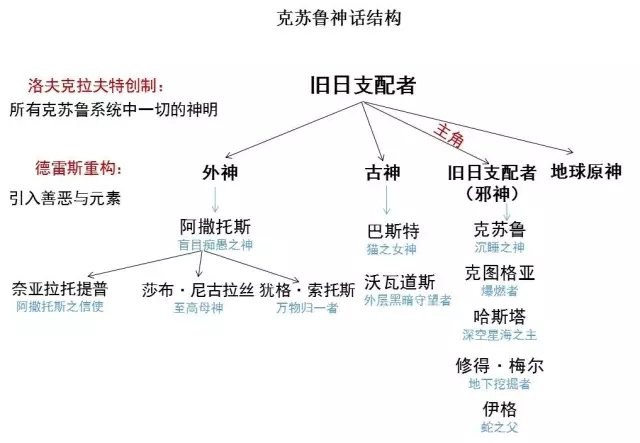 克苏鲁神话结构
洛夫克拉夫特创制：
旧日支配者
所有克苏鲁系统中一切的神明
主角
德雷斯重构：
外神
古神
旧日支配者
（邪神）
地球原神
引入善恶与元素
阿撒托斯
盲目痴愚之神
巴斯特
猫之女神
克苏鲁
沉睡之神
奈亚拉托提普
阿撒托斯之信使
莎布·尼古拉丝
至高母神
犹格·索托斯
万物归一者
沃瓦道斯
外层黑暗守望者
克图格亚
爆燃者
哈斯塔
深空星海之主
修得·梅尔
地下挖掘者
伊格
蛇之父